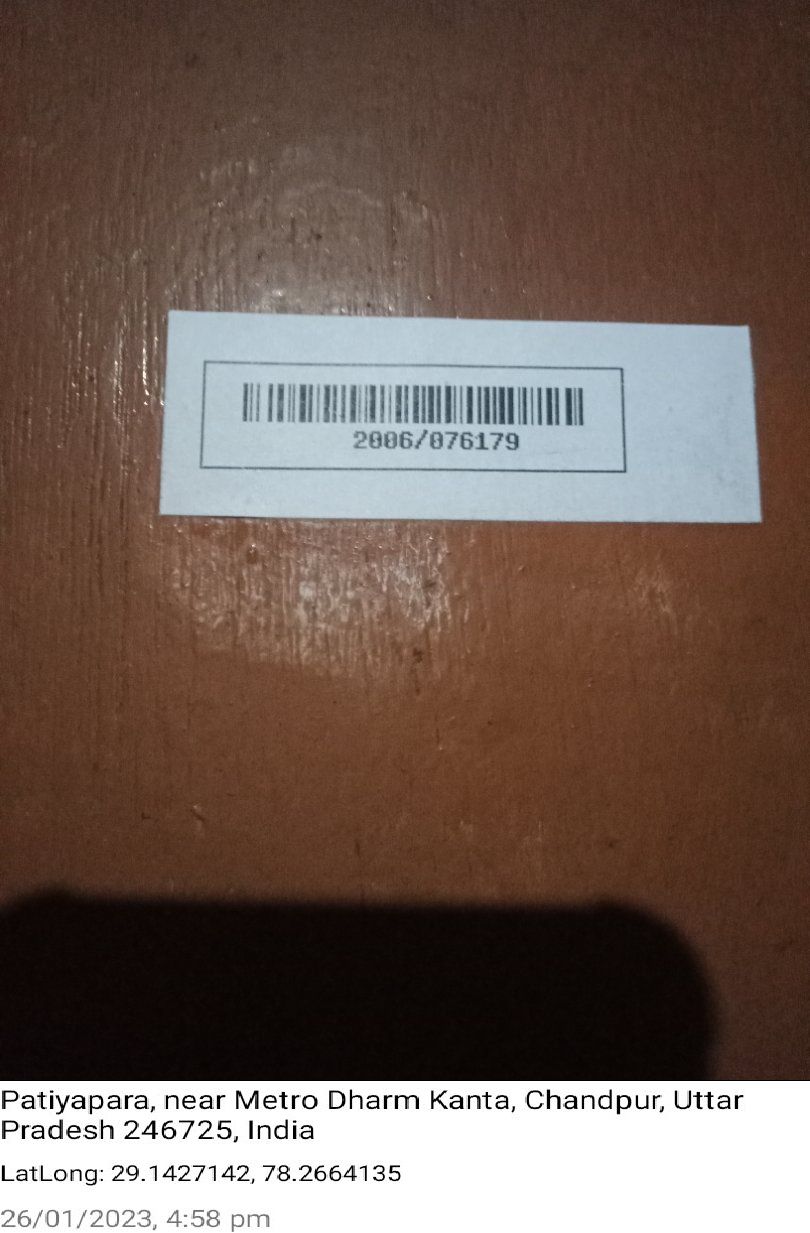 2006/076179
Patiyapara, near Metro Dharm Kanta, Chandpur, Uttar
Pradesh 246725, India
LatLong: 29.1427142, 78.2664135
26/01/2023, 4:58 pm